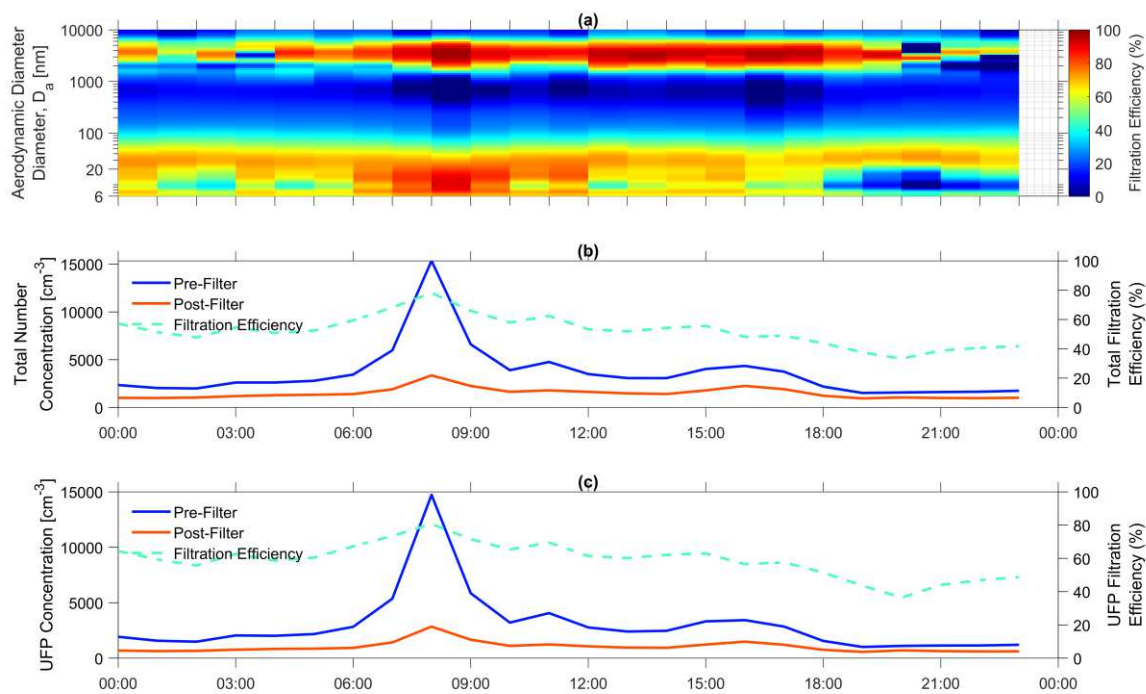 (a)
Aerodynamic Diameter
Diameter, D_a [nm]
10000
1000
100
20
6
100
80
60
40
20
0
Filtration Efficiency (%)
(b)
Total Number
Concentration [cm^-3]
15000
10000
5000
0
Pre-Filter
Post-Filter
Filtration Efficiency
100
80
60
40
20
0
Total Filtration
Efficiency (%)
00:00 03:00 06:00 09:00 12:00 15:00 18:00 21:00 00:00
(c)
UFP Concentration [cm^-3]
15000
10000
5000
0
Pre-Filter
Post-Filter
Filtration Efficiency
100
80
60
40
20
0
UFP Filtration
Efficiency (%)
00:00 03:00 06:00 09:00 12:00 15:00 18:00 21:00 00:00